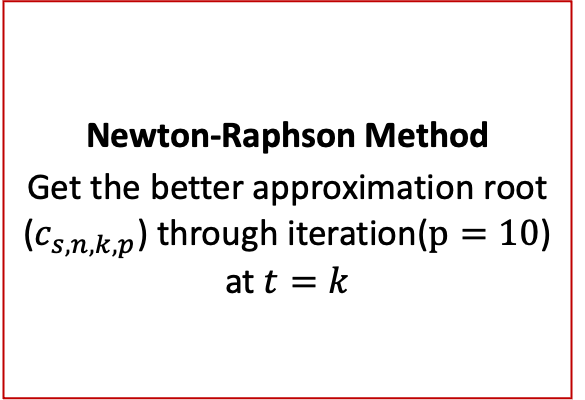 Newton-Raphson Method
Get the better approximation root
($c_{s,n,k,p}$) through iteration(p = 10)
at $t = k$